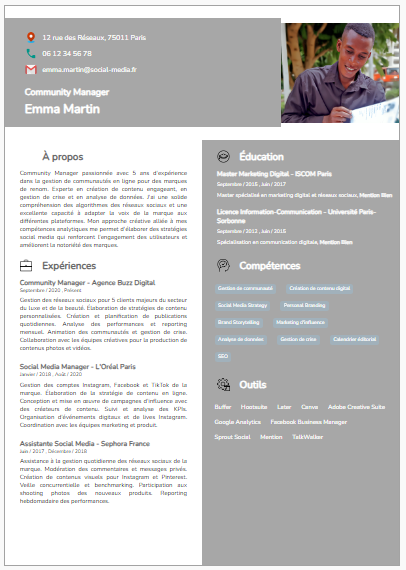 12 rue des Réseaux, 75011 Paris
06 12 34 56 78
emma.martin@social-media.fr
Community Manager
Emma Martin
À propos
Community Manager passionnée avec 5 ans d'expérience
dans la gestion de communautés en ligne pour des marques
de renom. Experte en création de contenu engageant, en
gestion de crise et en analyse de données. J'ai une solide
compréhension des algorithmes des réseaux sociaux et une
excellente capacité à adapter la voix de la marque aux
différentes plateformes. Mon approche créative alliée à mes
compétences analytiques me permet d'élaborer des stratégies
social media qui renforcent l'engagement des utilisateurs et
améliorent la notoriété des marques.
Expériences
Community Manager - Agence Buzz Digital
Septembre / 2020 , Présent
Gestion des réseaux sociaux pour 5 clients majeurs du secteur
du luxe et de la beauté. Élaboration de stratégies de contenu
personnalisées. Création et planification de publications
quotidiennes. Analyse des performances et reporting
mensuel. Animation des communautés et gestion de crise.
Collaboration avec les équipes créatives pour la production de
contenus photos et vidéos.
Social Media Manager - L'Oréal Paris
Janvier / 2018 , Août / 2020
Gestion des comptes Instagram, Facebook et TikTok de la
marque. Élaboration de la stratégie de contenu en ligne.
Conception et mise en œuvre de campagnes d'influence avec
des créateurs de contenu. Suivi et analyse des KPIs.
Organisation d'événements digitaux et de lives Instagram.
Coordination avec les équipes marketing et produit.
Assistante Social Media - Sephora France
Juin / 2017 , Décembre / 2018
Assistance à la gestion quotidienne des réseaux sociaux de la
marque. Modération des commentaires et messages privés.
Création de contenus visuels pour Instagram et Pinterest.
Veille concurrentielle et benchmarking. Participation aux
shooting photos des nouveaux produits. Reporting
hebdomadaire des performances.
Éducation
Master Marketing Digital - ISCOM Paris
Septembre / 2015 , Juin / 2017
Master spécialisé en marketing digital et réseaux sociaux, Mention Bien
Licence Information-Communication - Université Paris-
Sorbonne
Septembre / 2012 , Juin / 2015
Spécialisation en communication digitale, Mention Bien
Compétences
Gestion de communauté Création de contenu digital
Social Media Strategy Personal Branding
Brand Storytelling Marketing d'influence
Analyse de données Gestion de crise Calendrier éditorial
SEO
Outils
Buffer Hootsuite Later Canva Adobe Creative Suite
Google Analytics Facebook Business Manager
Sprout Social Mention TalkWalker